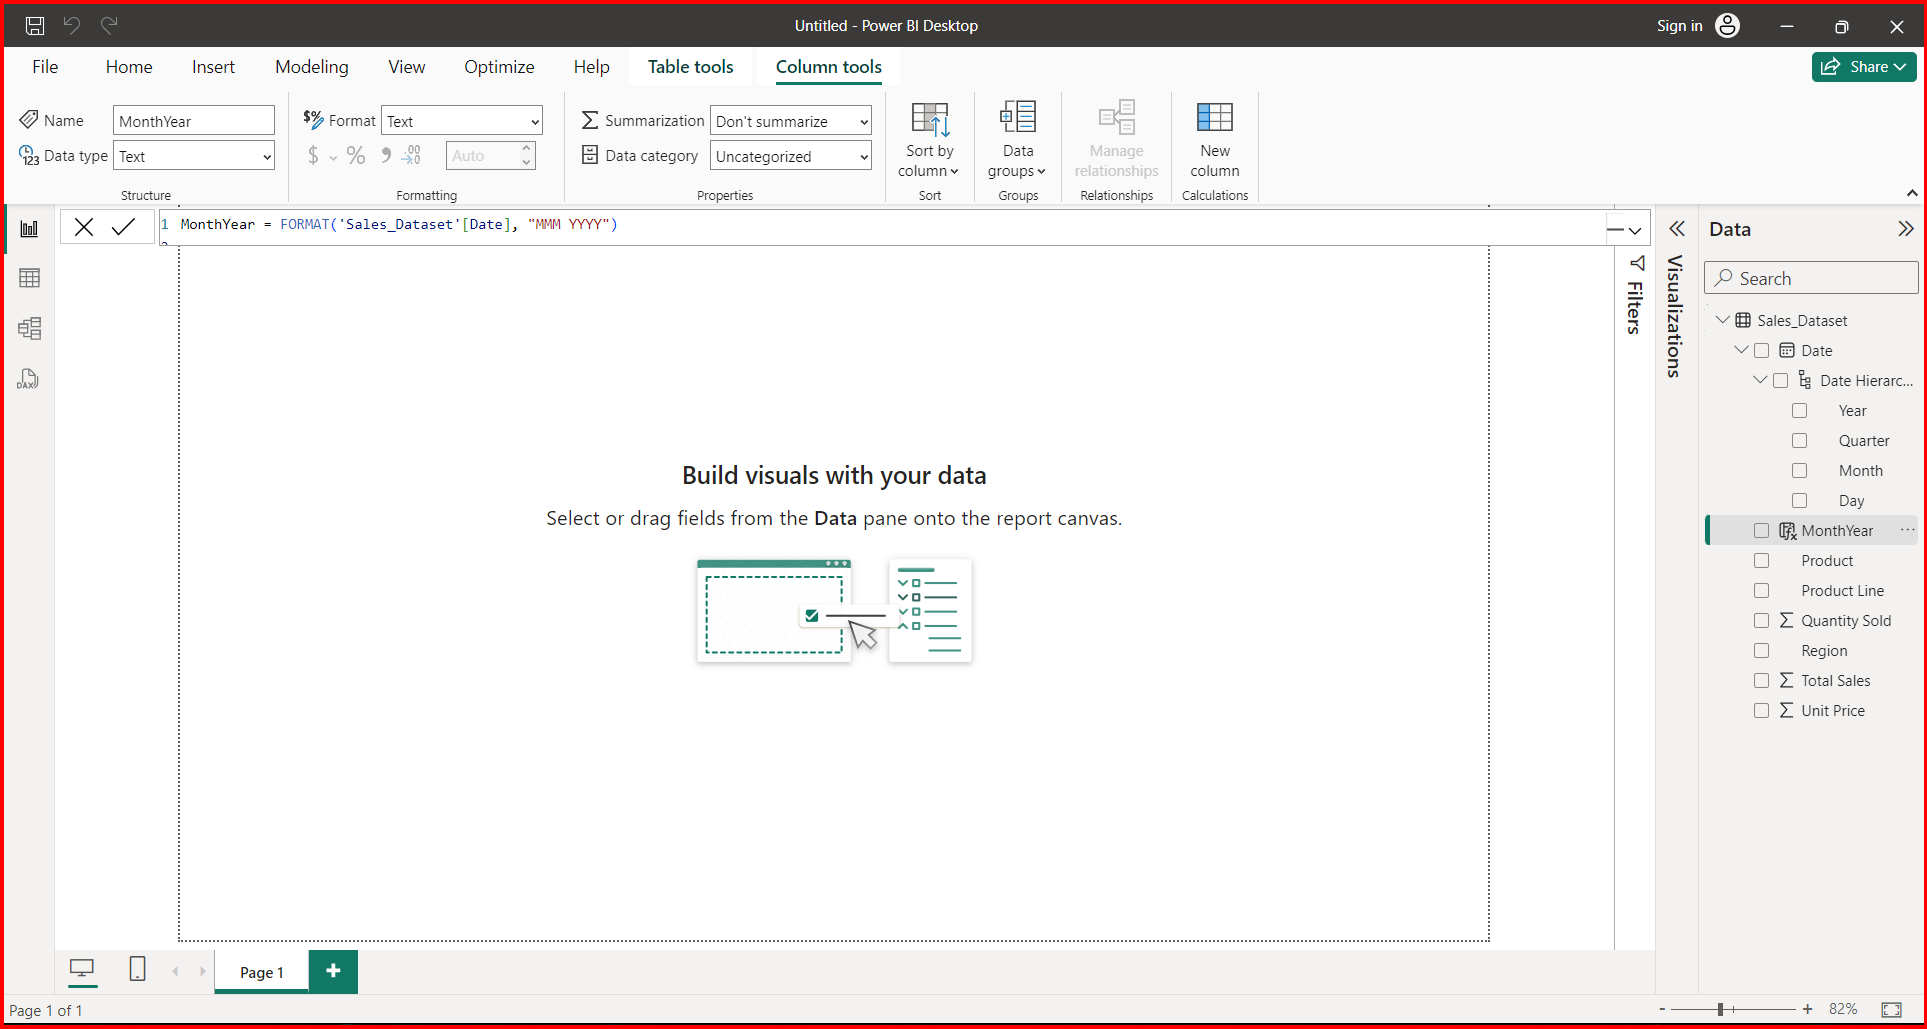 Untitled - Power BI Desktop
Sign in
File Home Insert Modeling View Optimize Help Table tools Column tools
Share
Name MonthYear
Data type Text
Structure
$% Format Text
$ % 9 .00 →0 Auto
Formatting
Summarization Don't summarize
Data category Uncategorized
Properties
Sort by
column
Sort
Data
groups
Groups
Manage
relationships
Relationships
New
column
Calculations
1 MonthYear = FORMAT('Sales_Dataset'[Date], "MMM YYYY")
Filters
Visualizations
Data
Search
Sales_Dataset
Date
Date Hierarc...
Year
Quarter
Month
Day
MonthYear ...
Product
Product Line
Quantity Sold
Region
Total Sales
Unit Price
DAX
Build visuals with your data
Select or drag fields from the Data pane onto the report canvas.
Page 1 +
Page 1 of 1
- + 82%